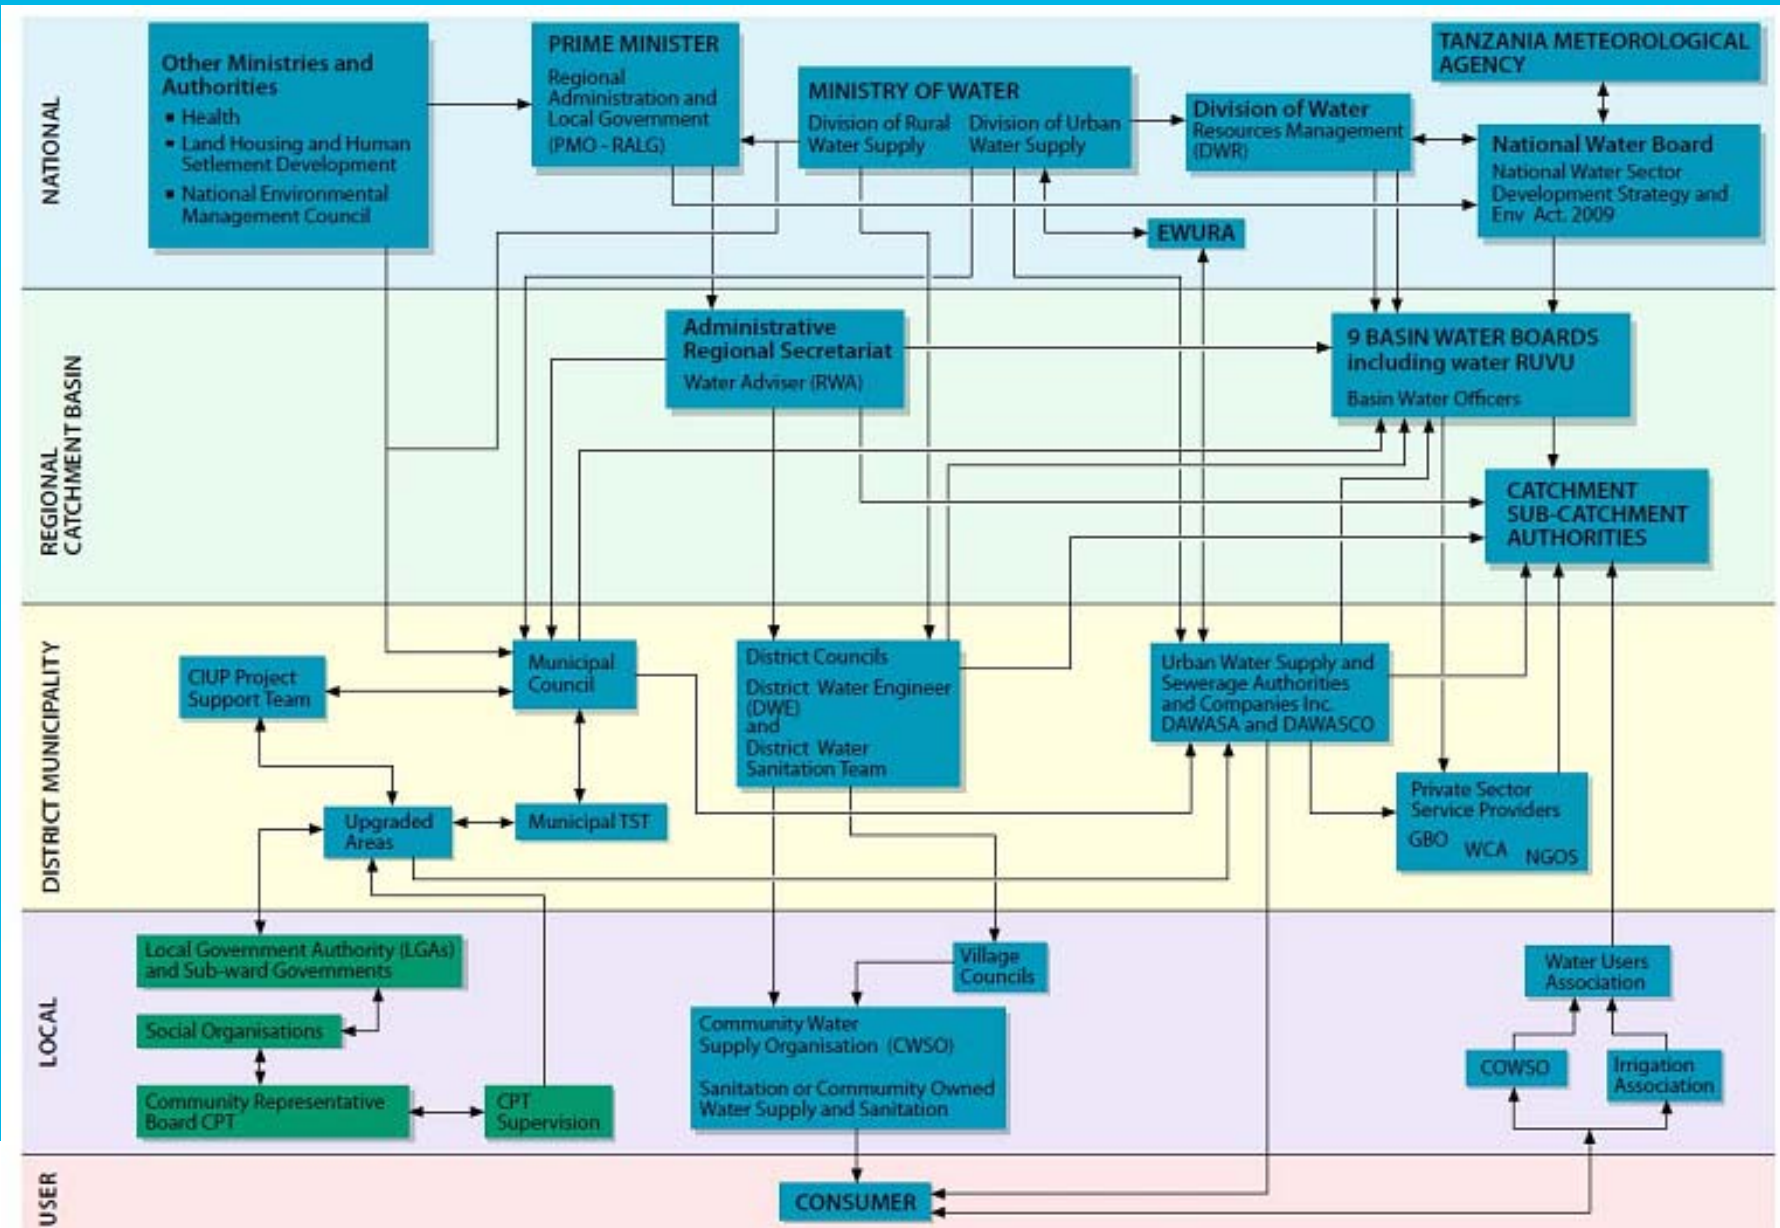 NATIONAL
Other Ministries and
Authorities
▪ Health
▪ Land Housing and Human
Setlement Development
▪ National Environmental
Management Council
PRIME MINISTER
Regional
Administration and
Local Government
(PMO - RALG)
MINISTRY OF WATER
Division of Rural
Water Supply
Division of Urban
Water Supply
Division of Water
Resources Management
(DWR)
TANZANIA METEOROLOGICAL
AGENCY
National Water Board
National Water Sector
Development Strategy and
Env Act. 2009
EWURA
REGIONAL
CATCHMENT BASIN
Administrative
Regional Secretariat
Water Adviser (RWA)
9 BASIN WATER BOARDS
including water RUVU
Basin Water Officers
CATCHMENT
SUB-CATCHMENT
AUTHORITIES
DISTRICT MUNICIPALITY
CIUP Project
Support Team
Municipal
Council
District Councils
District Water Engineer
(DWE)
and
District Water
Sanitation Team
Urban Water Supply and
Sewerage Authorities
and Companies Inc.
DAWASA and DAWASCO
Upgraded
Areas
Municipal TST
Private Sector
Service Providers
GBO WCA NGOS
LOCAL
Local Government Authority (LGAs)
and Sub-ward Governments
Social Organisations
Community Representative
Board CPT
CPT
Supervision
Village
Councils
Community Water
Supply Organisation (CWSO)
Sanitation or Commumity Owned
Water Supply and Sanitation
Water Users
Association
COWSO
Irrigation
Association
USER
CONSUMER